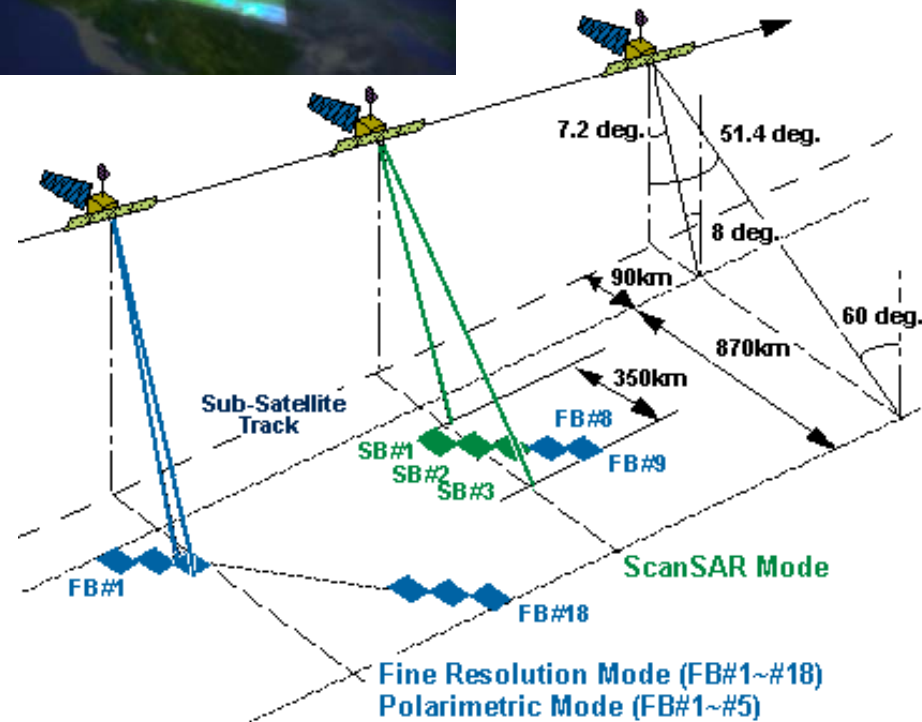 7.2 deg.
51.4 deg.
8 deg.
90km
60 deg.
870km
350km
Sub-Satellite
Track
FB#8
SB#1
FB#9
SB#2
SB#3
ScanSAR Mode
FB#1
FB#18
Fine Resolution Mode (FB#1~#18)
Polarimetric Mode (FB#1~#5)